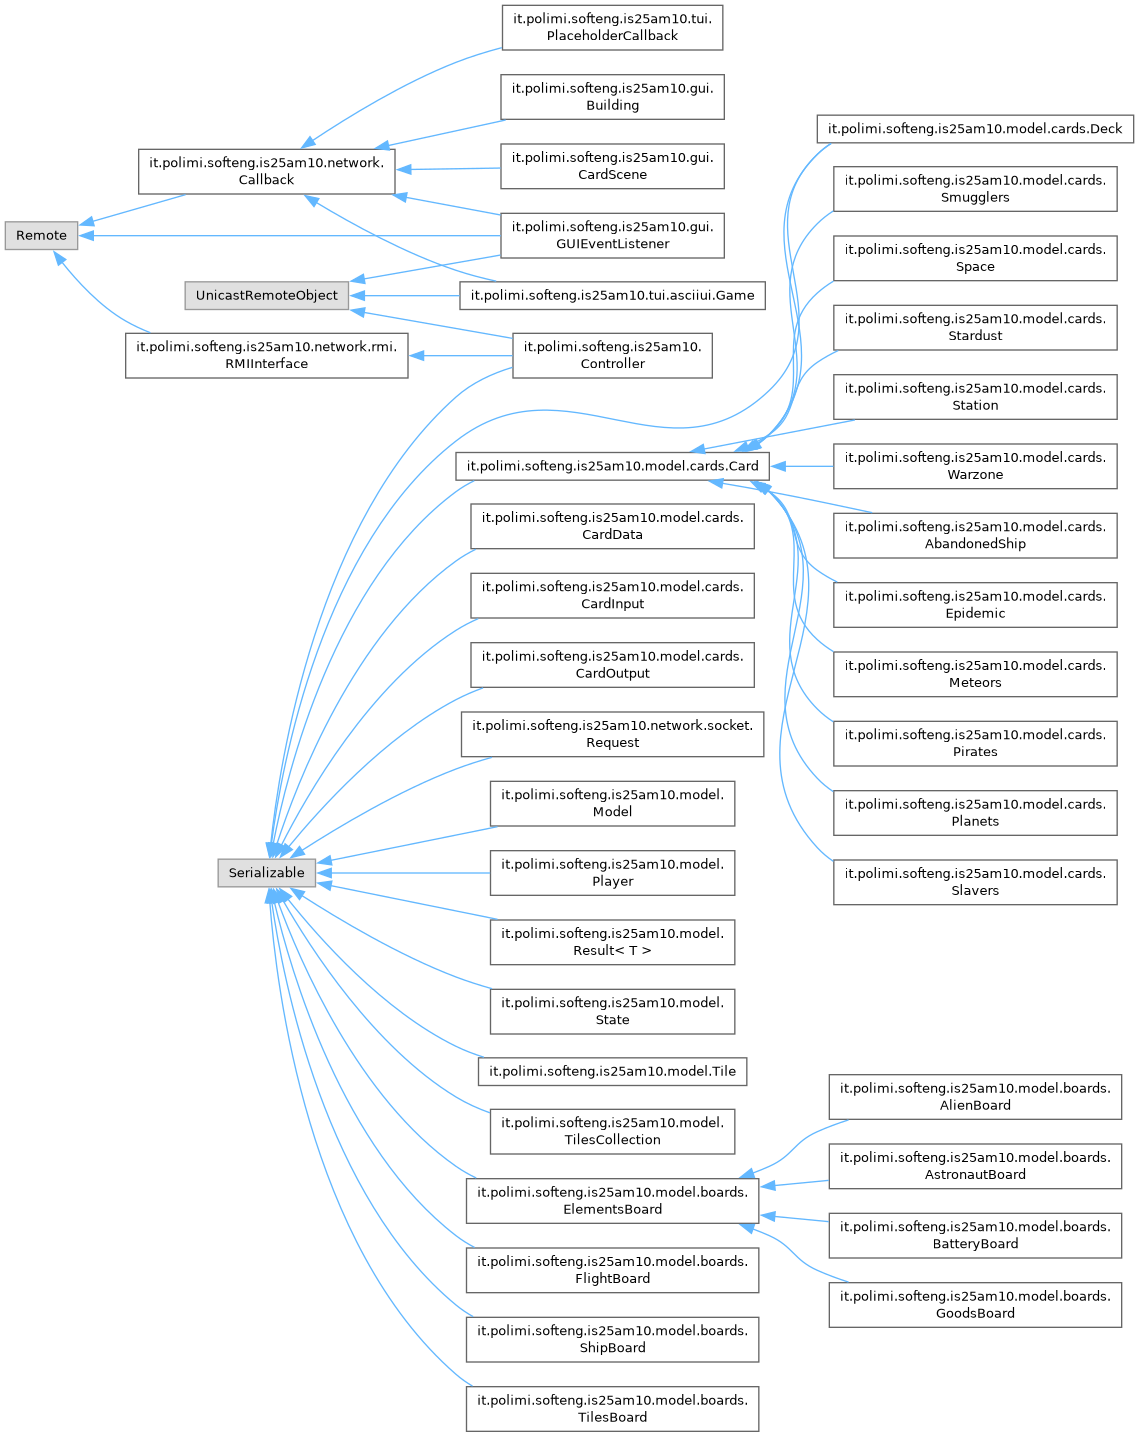 it.polimi.softeng.is25am10.tui.
PlaceholderCallback
it.polimi.softeng.is25am10.gui.
Building
it.polimi.softeng.is25am10.network.
Callback
it.polimi.softeng.is25am10.gui.
CardScene
Remote
it.polimi.softeng.is25am10.gui.
GUIEventListener
UnicastRemoteObject
it.polimi.softeng.is25am10.tui.asciiui.Game
it.polimi.softeng.is25am10.network.rmi.
RMIInterface
it.polimi.softeng.is25am10.
Controller
it.polimi.softeng.is25am10.model.cards.Deck
it.polimi.softeng.is25am10.model.cards.
Smugglers
it.polimi.softeng.is25am10.model.cards.
Space
it.polimi.softeng.is25am10.model.cards.
Stardust
it.polimi.softeng.is25am10.model.cards.
Station
it.polimi.softeng.is25am10.model.cards.Card
it.polimi.softeng.is25am10.model.cards.
Warzone
it.polimi.softeng.is25am10.model.cards.
AbandonedShip
it.polimi.softeng.is25am10.model.cards.
Epidemic
it.polimi.softeng.is25am10.model.cards.
Meteors
it.polimi.softeng.is25am10.model.cards.
Pirates
it.polimi.softeng.is25am10.model.cards.
Planets
it.polimi.softeng.is25am10.model.cards.
Slavers
it.polimi.softeng.is25am10.model.cards.
CardData
it.polimi.softeng.is25am10.model.cards.
CardInput
it.polimi.softeng.is25am10.model.cards.
CardOutput
it.polimi.softeng.is25am10.network.socket.
Request
it.polimi.softeng.is25am10.model.
Model
Serializable
it.polimi.softeng.is25am10.model.
Player
it.polimi.softeng.is25am10.model.
Result< T >
it.polimi.softeng.is25am10.model.
State
it.polimi.softeng.is25am10.model.Tile
it.polimi.softeng.is25am10.model.
TilesCollection
it.polimi.softeng.is25am10.model.boards.
ElementsBoard
it.polimi.softeng.is25am10.model.boards.
AlienBoard
it.polimi.softeng.is25am10.model.boards.
AstronautBoard
it.polimi.softeng.is25am10.model.boards.
BatteryBoard
it.polimi.softeng.is25am10.model.boards.
GoodsBoard
it.polimi.softeng.is25am10.model.boards.
FlightBoard
it.polimi.softeng.is25am10.model.boards.
ShipBoard
it.polimi.softeng.is25am10.model.boards.
TilesBoard